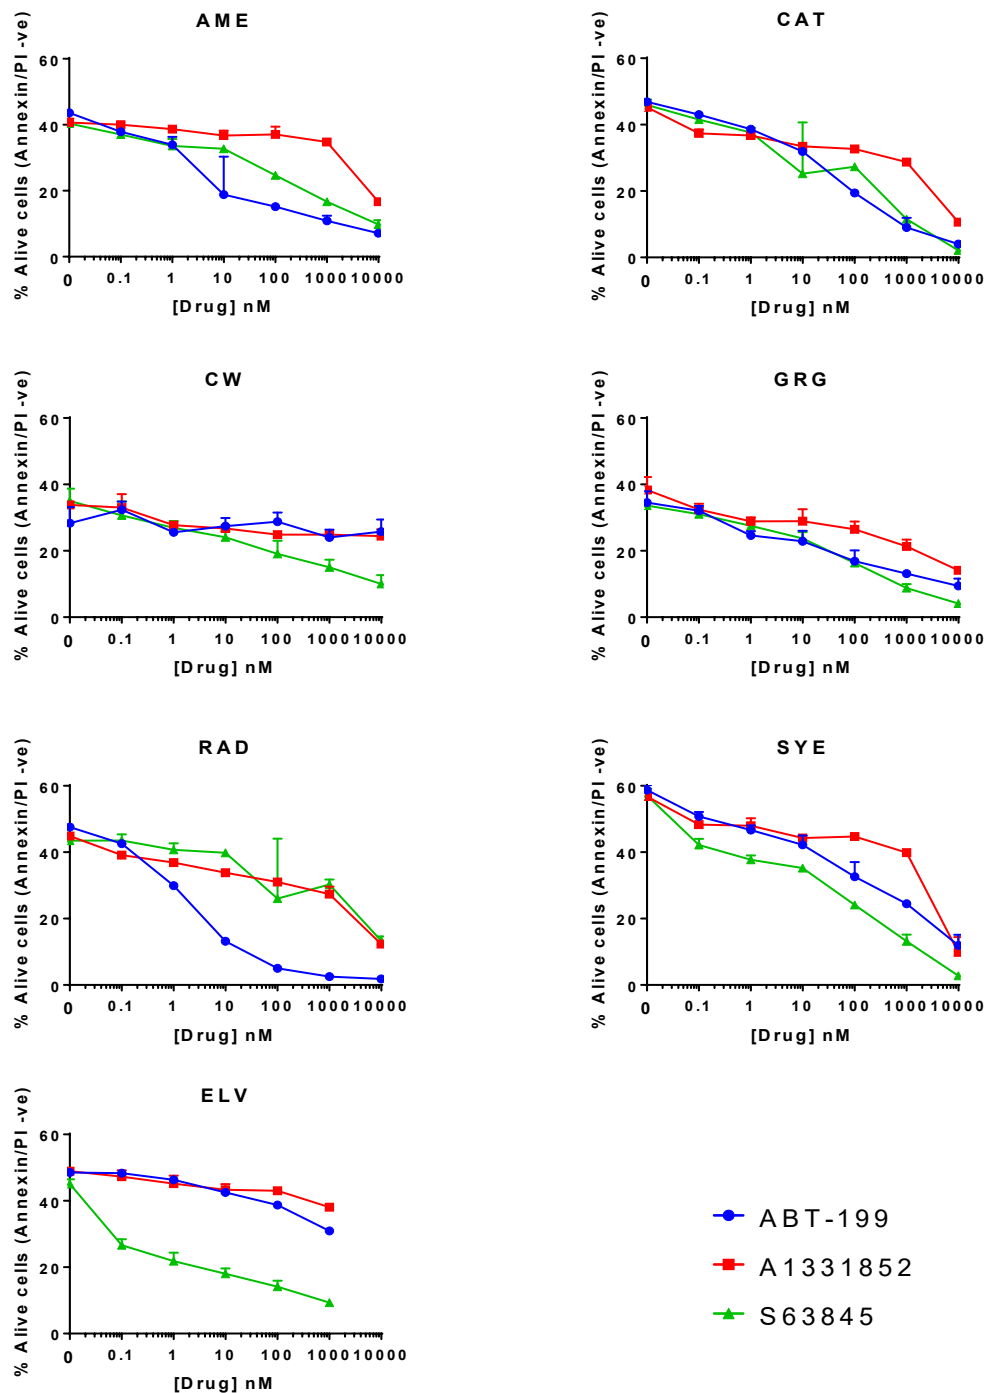 AME
% Alive cells (Annexin/PI -ve)
60
40
20
0
0 0.1 1 10 100 1000 10000
[Drug] nM
CAT
% Alive cells (Annexin/PI -ve)
60
40
20
0
0 0.1 1 10 100 1000 10000
[Drug] nM
CW
% Alive cells (Annexin/PI -ve)
60
40
20
0
0 0.1 1 10 100 1000 10000
[Drug] nM
GRG
% Alive cells (Annexin/PI -ve)
60
40
20
0
0 0.1 1 10 100 1000 10000
[Drug] nM
RAD
% Alive cells (Annexin/PI -ve)
60
40
20
0
0 0.1 1 10 100 1000 10000
[Drug] nM
SYE
% Alive cells (Annexin/PI -ve)
60
40
20
0
0 0.1 1 10 100 1000 10000
[Drug] nM
ELV
% Alive cells (Annexin/PI -ve)
60
40
20
0
0 0.1 1 10 100 1000 10000
[Drug] nM
ABT-199
A1331852
S63845